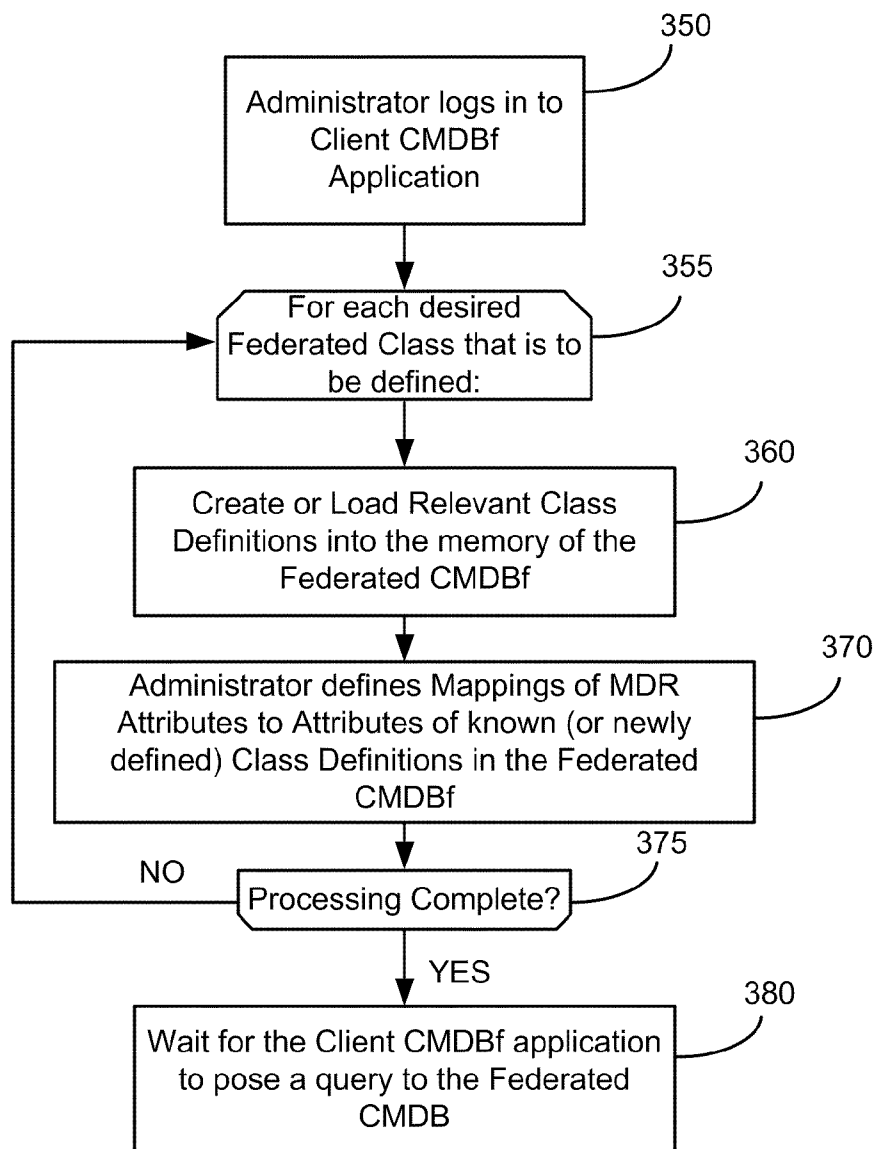 350
Administrator logs in to
Client CMDBf
Application
355
For each desired
Federated Class that is to
be defined:
360
Create or Load Relevant Class
Definitions into the memory of the
Federated CMDBf
370
Administrator defines Mappings of MDR
Attributes to Attributes of known (or newly
defined) Class Definitions in the Federated
CMDBf
375
NO
Processing Complete?
YES
380
Wait for the Client CMDBf application
to pose a query to the Federated
CMDB